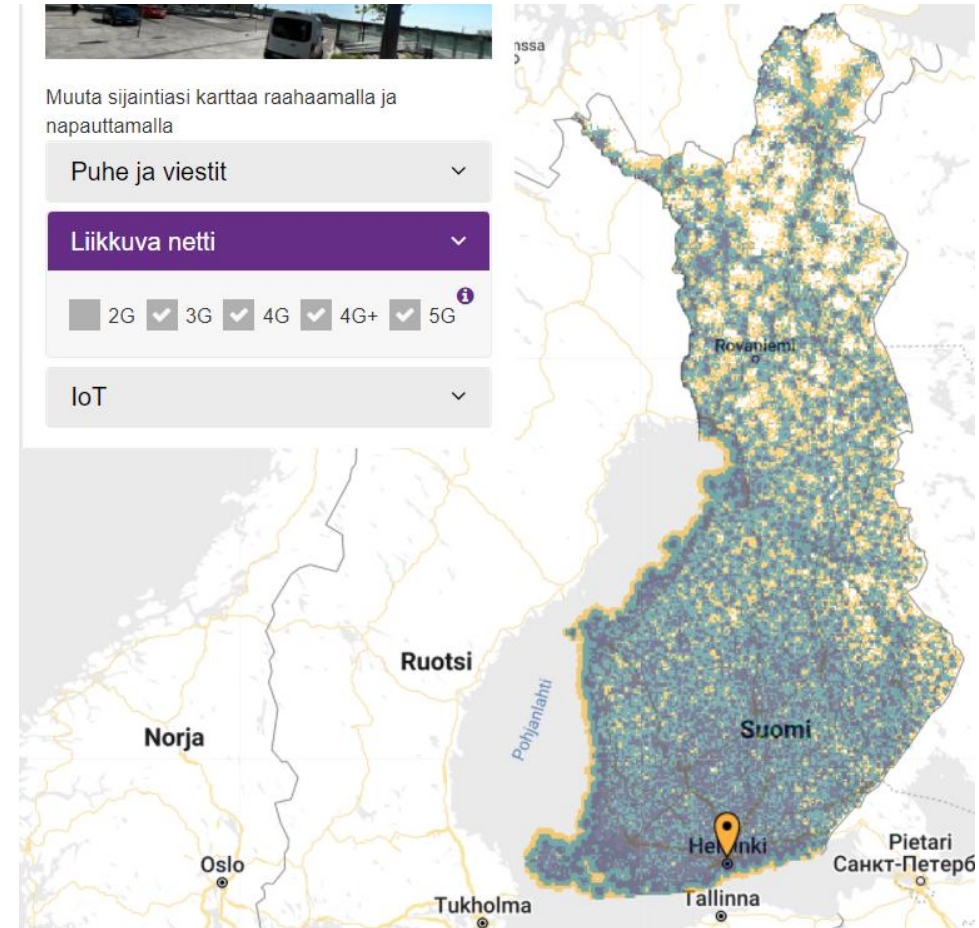 Muuta sijaintiasi karttaa raahaamalla ja
napauttamalla
Puhe ja viestit
Liikkuva netti
2G 3G 4G 4G+ 5G
IoT
Rovaniemi
Ruotsi
Pohjanlahti
Norja
Suomi
Helsinki
Oslo
Pietari
Санкт-Петерб
Tallinna
Tukholma